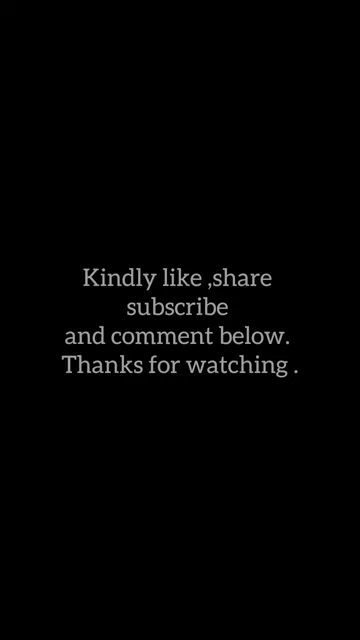 Kindly like ,share
subscribe
and comment below.
Thanks for watching .